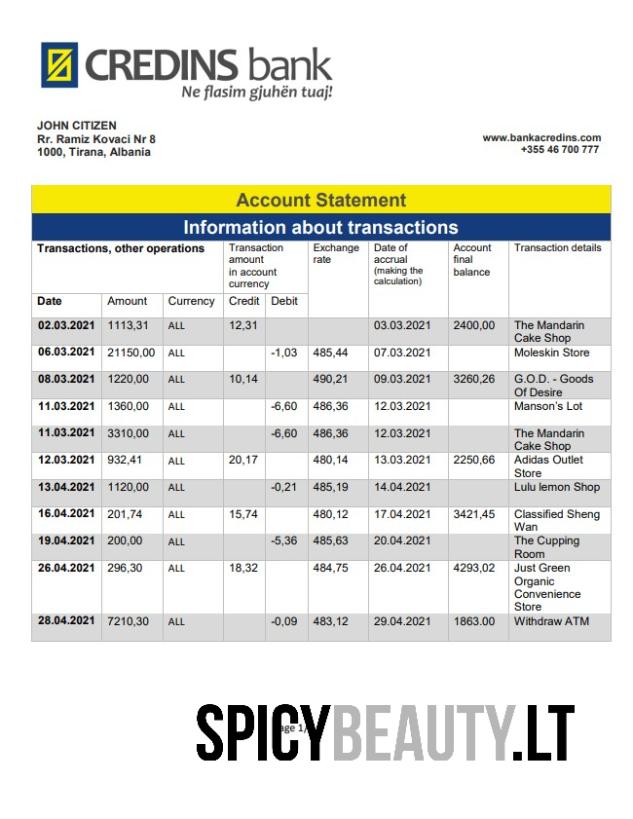 CREDINS bank
Ne flasim gjuhën tuaj!
JOHN CITIZEN
Rr. Ramiz Kovaci Nr 8
1000, Tirana, Albania
www.bankacredins.com
+355 46 700 777
Account Statement
Information about transactions
Transactions, other operations Transaction amount in account currency Exchange rate Date of accrual (making the calculation) Account final balance Transaction details
Date Amount Currency Credit Debit
02.03.2021 1113,31 ALL 12,31 03.03.2021 2400,00 The Mandarin Cake Shop
06.03.2021 21150,00 ALL -1,03 485,44 07.03.2021 Moleskin Store
08.03.2021 1220,00 ALL 10,14 490,21 09.03.2021 3260,26 G.O.D. - Goods Of Desire
11.03.2021 1360,00 ALL -6,60 486,36 12.03.2021 Manson's Lot
11.03.2021 3310,00 ALL -6,60 486,36 12.03.2021 The Mandarin Cake Shop
12.03.2021 932,41 ALL 20,17 480,14 13.03.2021 2250,66 Adidas Outlet Store
13.04.2021 1120,00 ALL -0,21 485,19 14.04.2021 Lulu lemon Shop
16.04.2021 201,74 ALL 15,74 480,12 17.04.2021 3421,45 Classified Sheng Wan
19.04.2021 200,00 ALL -5,36 485,63 20.04.2021 The Cupping Room
26.04.2021 296,30 ALL 18,32 484,75 26.04.2021 4293,02 Just Green Organic Convenience Store
28.04.2021 7210,30 ALL -0,09 483,12 29.04.2021 1863.00 Withdraw ATM
SPICYBEAUTY.LT